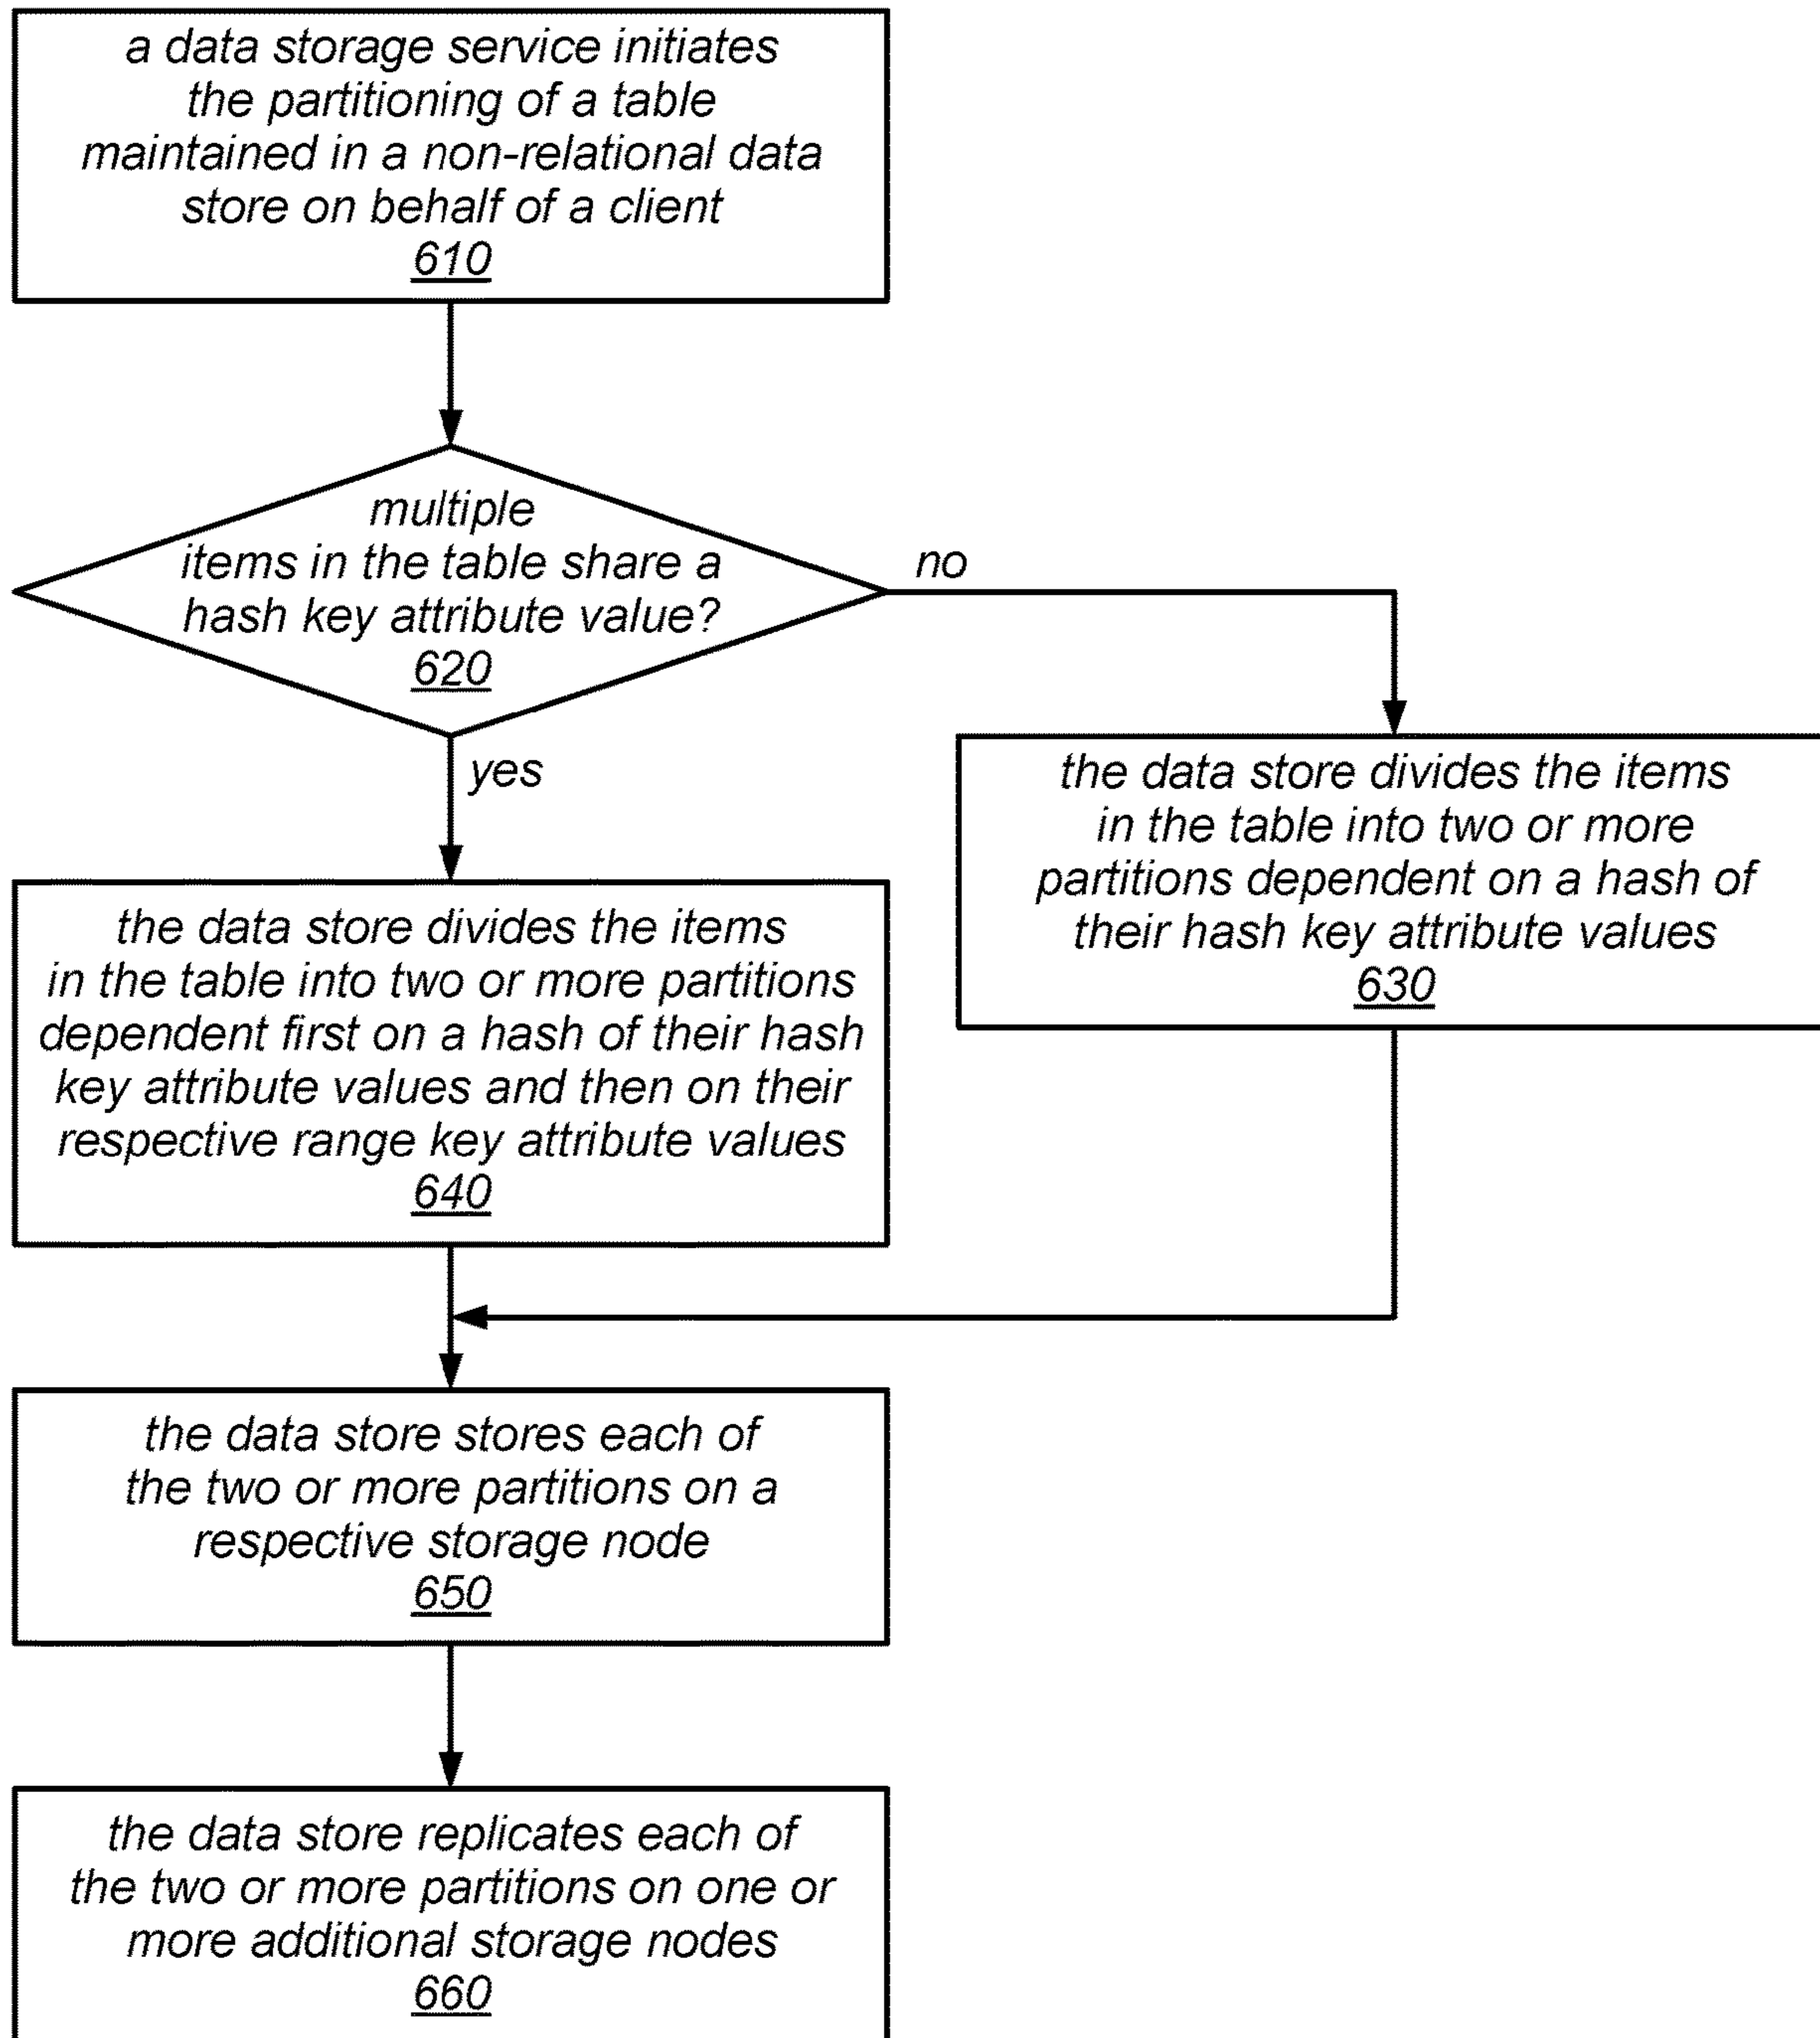 a data storage service initiates
the partitioning of a table
maintained in a non-relational data
store on behalf of a client
610
multiple
items in the table share a
hash key attribute value?
620
no
yes
the data store divides the items
in the table into two or more
partitions dependent on a hash of
their hash key attribute values
630
the data store divides the items
in the table into two or more partitions
dependent first on a hash of their hash
key attribute values and then on their
respective range key attribute values
640
the data store stores each of
the two or more partitions on a
respective storage node
650
the data store replicates each of
the two or more partitions on one or
more additional storage nodes
660